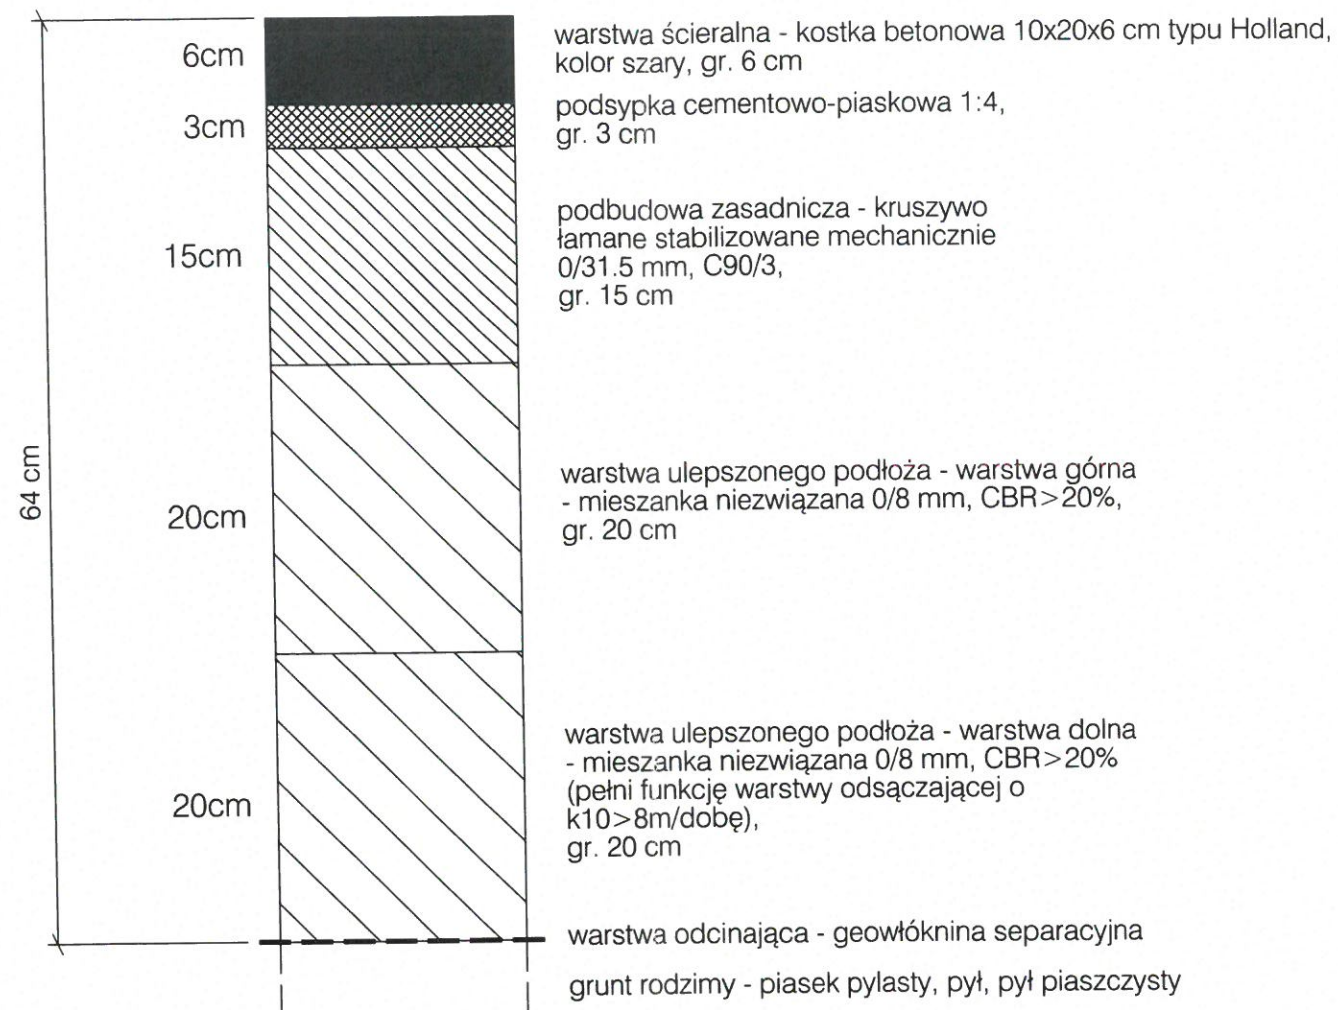 6cm
warstwa ścieralna - kostka betonowa 10x20x6 cm typu Holland,
kolor szary, gr. 6 cm
3cm
podsypka cementowo-piaskowa 1:4,
gr. 3 cm
15cm
podbudowa zasadnicza - kruszywo
łamane stabilizowane mechanicznie
0/31.5 mm, C90/3,
gr. 15 cm
64 cm
20cm
warstwa ulepszonego podłoża - warstwa górna
- mieszanka niezwiązana 0/8 mm, CBR>20%,
gr. 20 cm
20cm
warstwa ulepszonego podłoża - warstwa dolna
- mieszanka niezwiązana 0/8 mm, CBR>20%
(pełni funkcję warstwy odsączającej o
k10>8m/dobę),
gr. 20 cm
warstwa odcinająca - geowłóknina separacyjna
grunt rodzimy - piasek pylasty, pył, pył piaszczysty